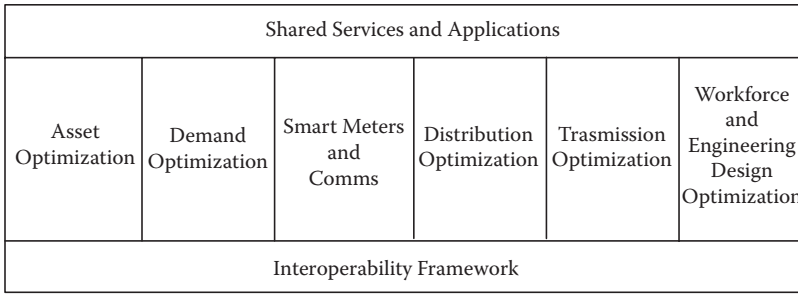 Shared Services and Applications
Asset
Optimization
Demand
Optimization
Smart Meters
and
Comms
Distribution
Optimization
Trasmission
Optimization
Workforce
and
Engineering
Design
Optimization
Interoperability Framework